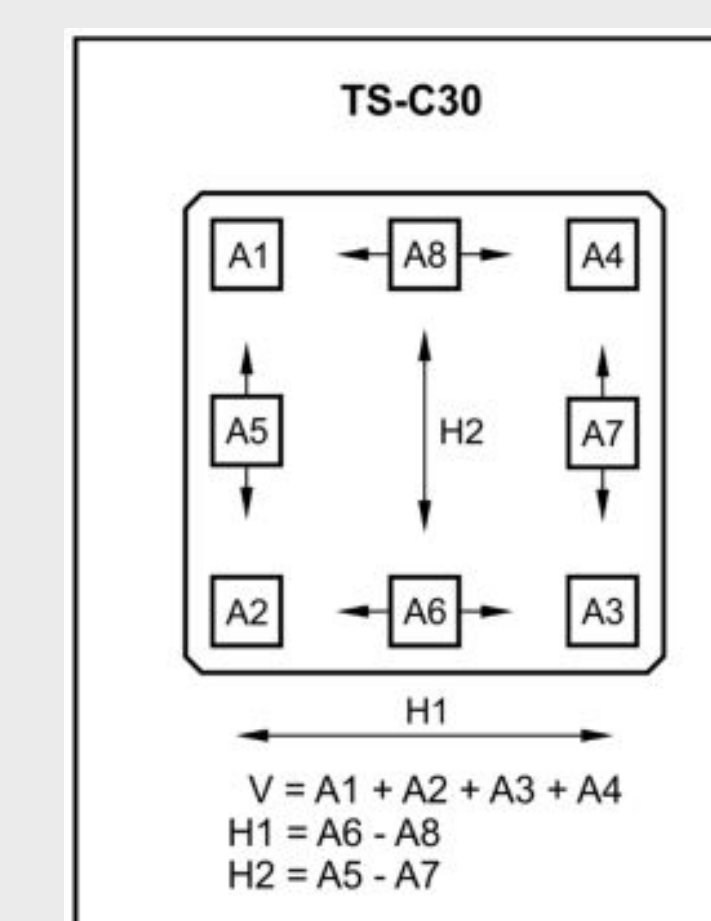 TS-C30
A1 A8 A4
A5 H2 A7
A2 A6 A3
H1
V = A1 + A2 + A3 + A4
H1 = A6 - A8
H2 = A5 - A7